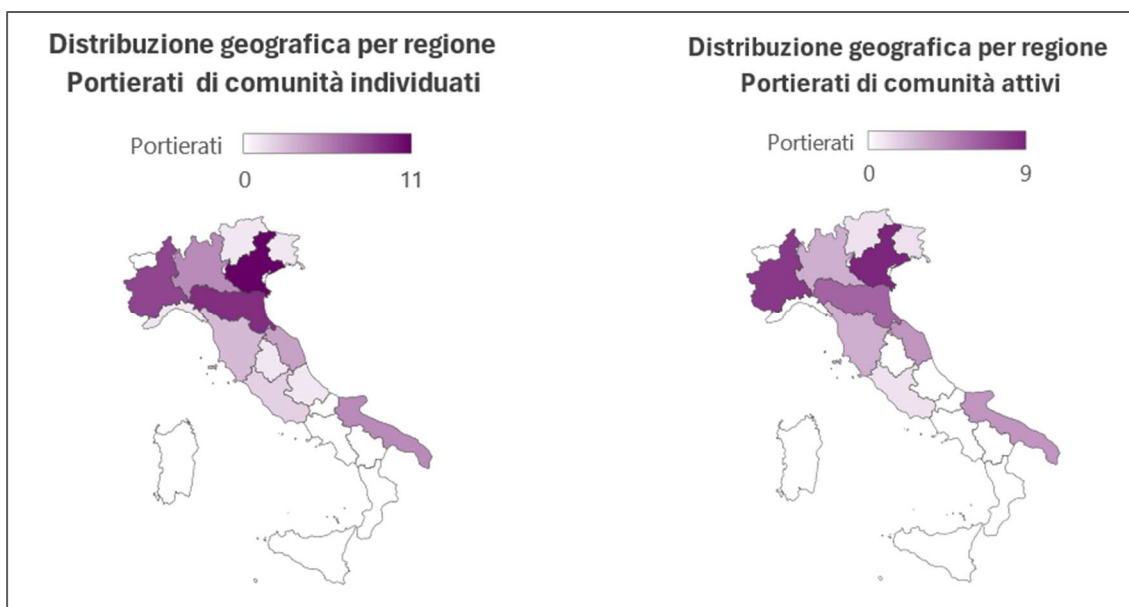 Distribuzione geografica per regione
Portierati di comunità individuati
Portierati
0
11
Distribuzione geografica per regione
Portierati di comunità attivi
Portierati
0
9